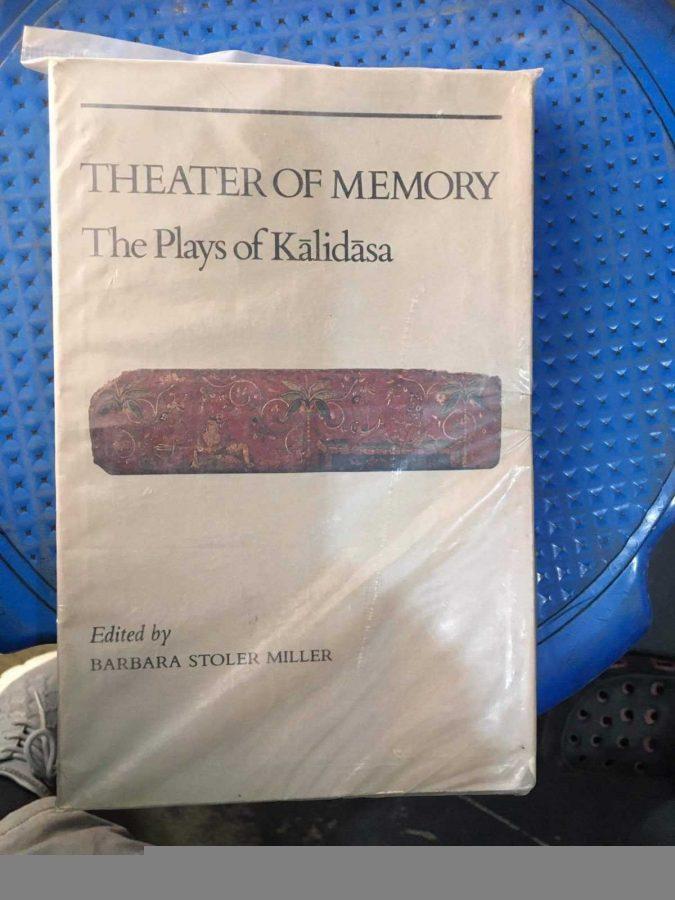 THEATER OF MEMORY
The Plays of Kālidāsa
Edited by
BARBARA STOLER MILLER